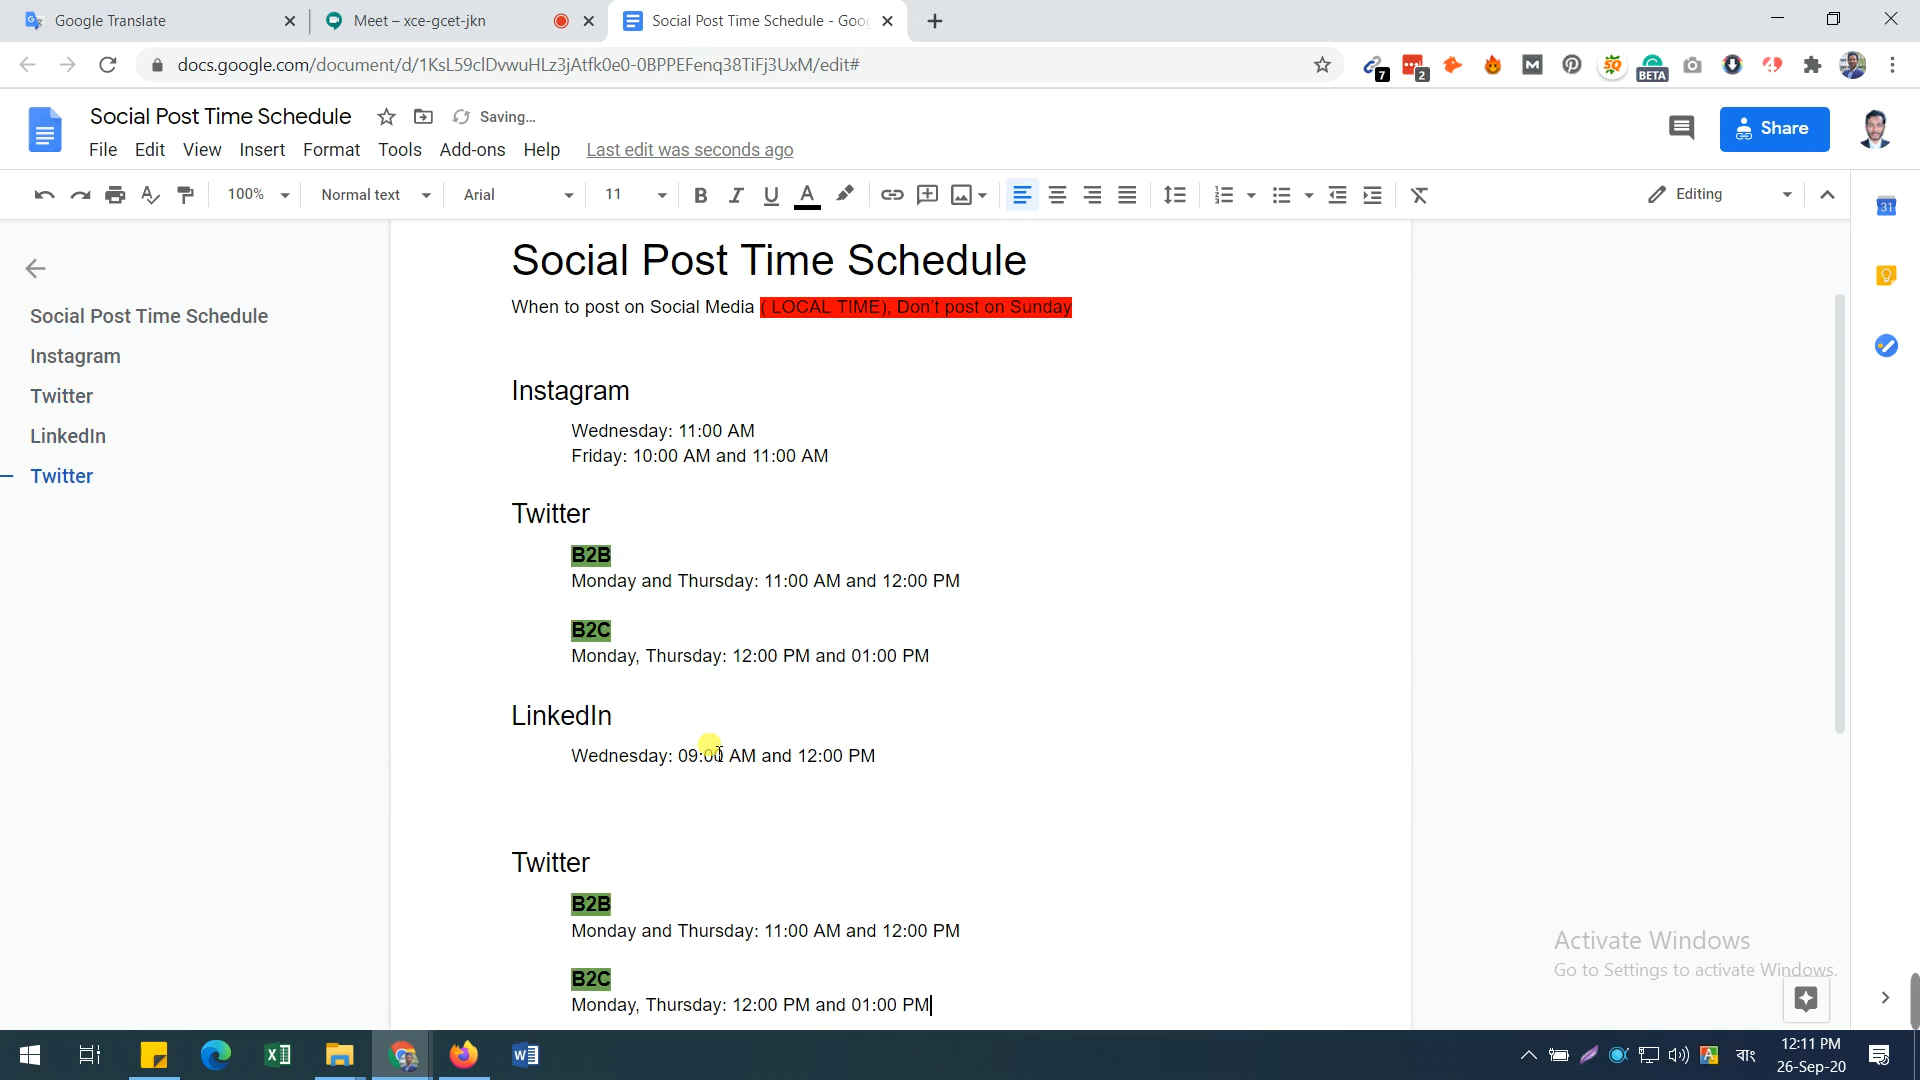 Google Translate
Meet – xce-gcet-jkn
Social Post Time Schedule - Goo
docs.google.com/document/d/1KsL59clDvwuHLz3jAtfk0e0-0BPPEFenq38TiFj3UxM/edit#
7
2
BETA
Social Post Time Schedule
Saving...
File Edit View Insert Format Tools Add-ons Help Last edit was seconds ago
Share
100% Normal text Arial 11 B I U A Editing
31
Social Post Time Schedule
Instagram
Twitter
LinkedIn
Twitter
Social Post Time Schedule
When to post on Social Media ( LOCAL TIME), Don't post on Sunday
Instagram
Wednesday: 11:00 AM
Friday: 10:00 AM and 11:00 AM
Twitter
B2B
Monday and Thursday: 11:00 AM and 12:00 PM
B2C
Monday, Thursday: 12:00 PM and 01:00 PM
LinkedIn
Wednesday: 09:00 AM and 12:00 PM
Twitter
B2B
Monday and Thursday: 11:00 AM and 12:00 PM
B2C
Monday, Thursday: 12:00 PM and 01:00 PM
Activate Windows
Go to Settings to activate Windows.
বাং
12:11 PM
26-Sep-20